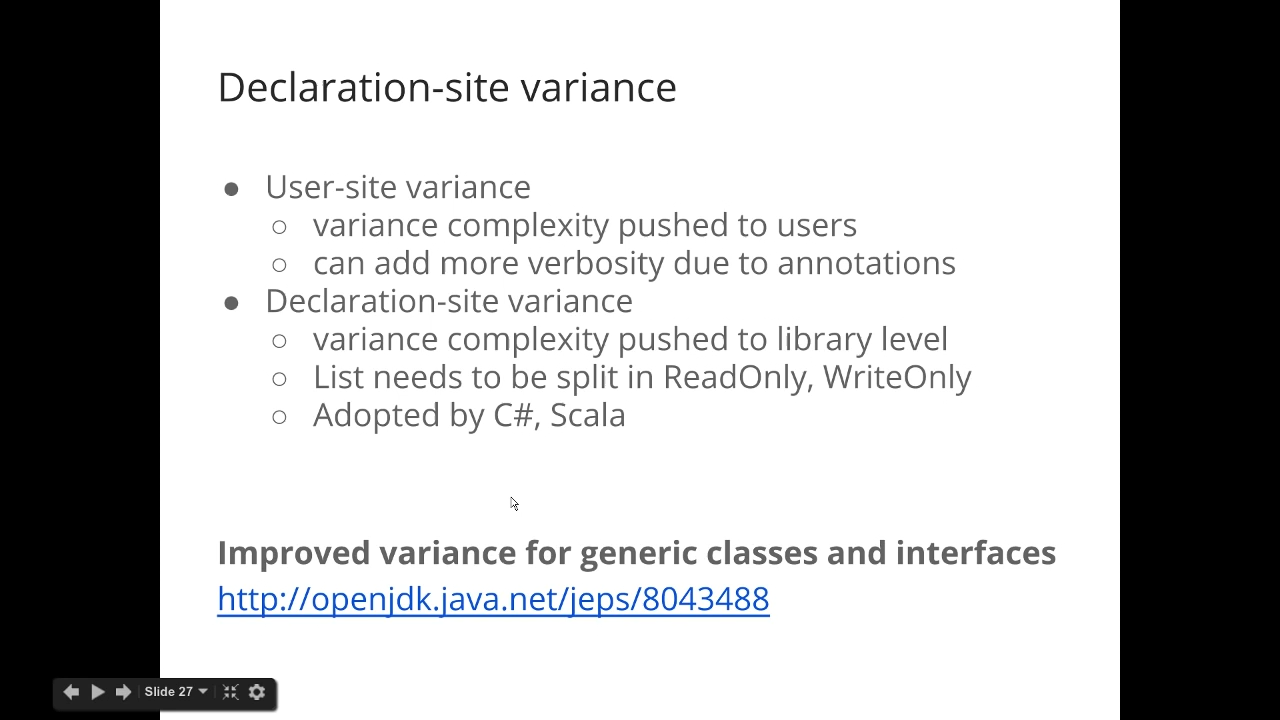 Declaration-site variance
● User-site variance
○ variance complexity pushed to users
○ can add more verbosity due to annotations
● Declaration-site variance
○ variance complexity pushed to library level
○ List needs to be split in ReadOnly, WriteOnly
○ Adopted by C#, Scala
Improved variance for generic classes and interfaces
http://openjdk.java.net/jeps/8043488
Slide 27